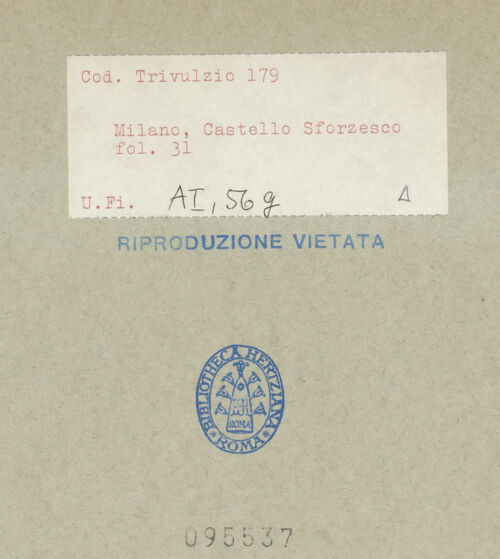 Cod. Trivulzio 179
Milano, Castello Sforzesco
fol. 31
U.Fi. AI, 56 g Δ
RIPRODUZIONE VIETATA
*BIBLIOTHECA HERTZIANA*
ROMA
ROMA
095537